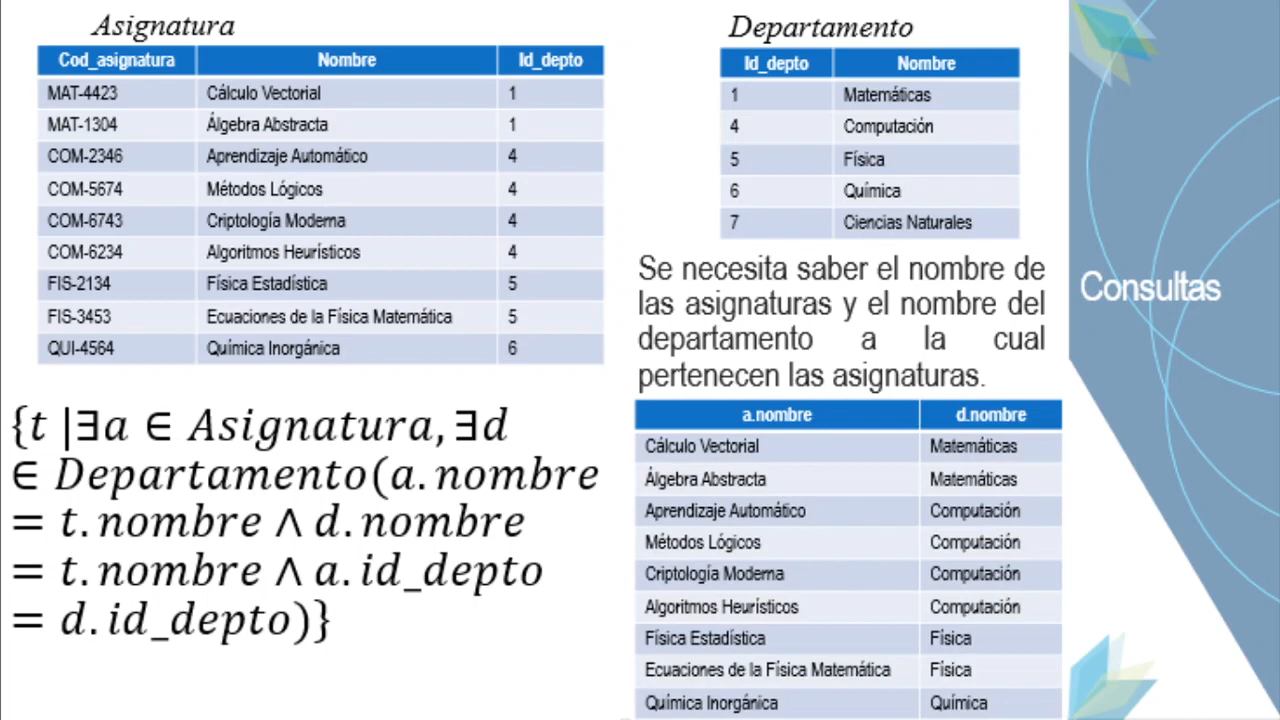 Asignatura
Cod_asignatura Nombre Id_depto
MAT-4423 Cálculo Vectorial 1
MAT-1304 Álgebra Abstracta 1
COM-2346 Aprendizaje Automático 4
COM-5674 Métodos Lógicos 4
COM-6743 Criptología Moderna 4
COM-6234 Algoritmos Heurísticos 4
FIS-2134 Física Estadística 5
FIS-3453 Ecuaciones de la Física Matemática 5
QUI-4564 Química Inorgánica 6
{t |∃a ∈ Asignatura, ∃d
∈ Departamento(a.nombre
= t.nombre ∧ d.nombre
= t.nombre ∧ a.id_depto
= d.id_depto)}
Departamento
Id_depto Nombre
1 Matemáticas
4 Computación
5 Física
6 Química
7 Ciencias Naturales
Se necesita saber el nombre de
las asignaturas y el nombre del
departamento a la cual
pertenecen las asignaturas.
a.nombre d.nombre
Cálculo Vectorial Matemáticas
Álgebra Abstracta Matemáticas
Aprendizaje Automático Computación
Métodos Lógicos Computación
Criptología Moderna Computación
Algoritmos Heurísticos Computación
Física Estadística Física
Ecuaciones de la Física Matemática Física
Química Inorgánica Química
Consultas